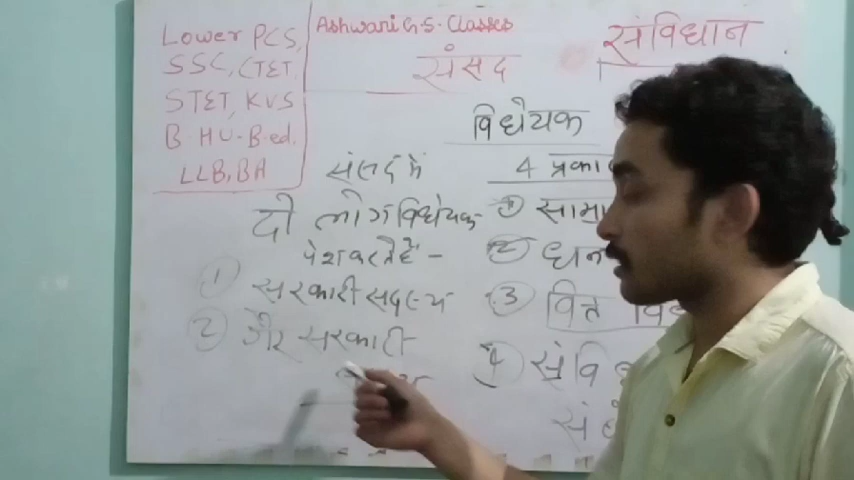 Lower PCS,
SSC, CTET,
STET, KVS
B.HU-B.ed.
LLB, BA
Ashwani G.S. Classes
संविधान
संसद
विधेयक
4
संसद में
दो लोग विधेयक
पेश करते हैं -
① सरकारी सदस्य
② गैर सरकारी
①
②
③ वित्त
④